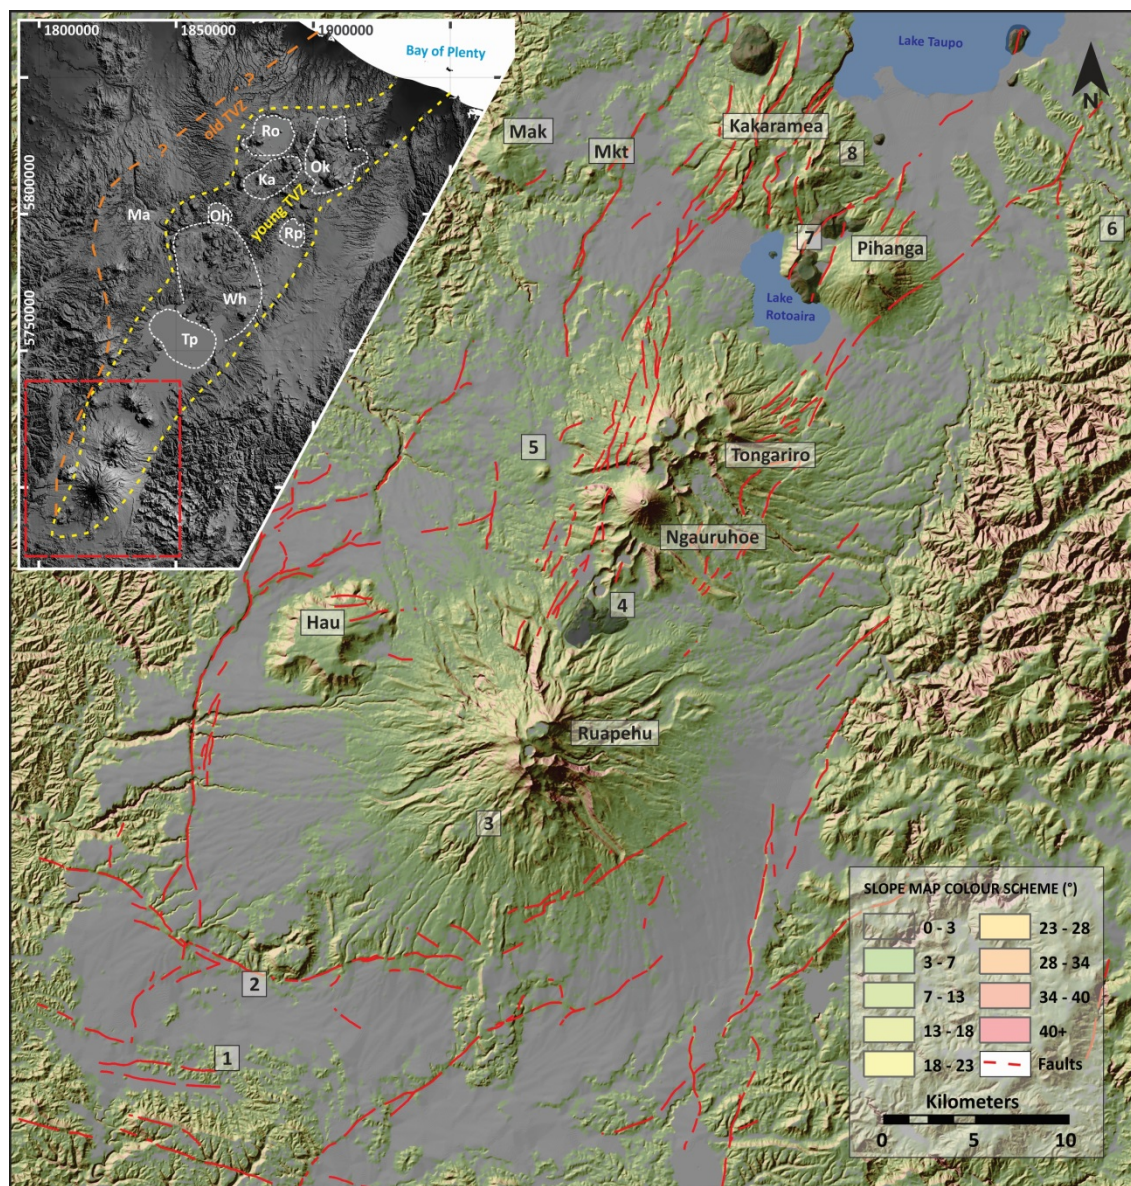 1800000
1850000
1900000
Bay of Plenty
5800000
5750000
old TVZ
?
?
young TVZ
Ro
Ok
Ka
Ma
Oh
Rp
Wh
Tp
Lake Taupo
N
Mak
Mkt
Kakaramea
8
6
7
Pihanga
Lake
Rotoaira
5
Tongariro
Ngauruhoe
4
Hau
Ruapehu
3
2
1
SLOPE MAP COLOUR SCHEME (°)
0 - 3
23 - 28
3 - 7
28 - 34
7 - 13
34 - 40
13 - 18
40+
18 - 23
Faults
Kilometers
0 5 10